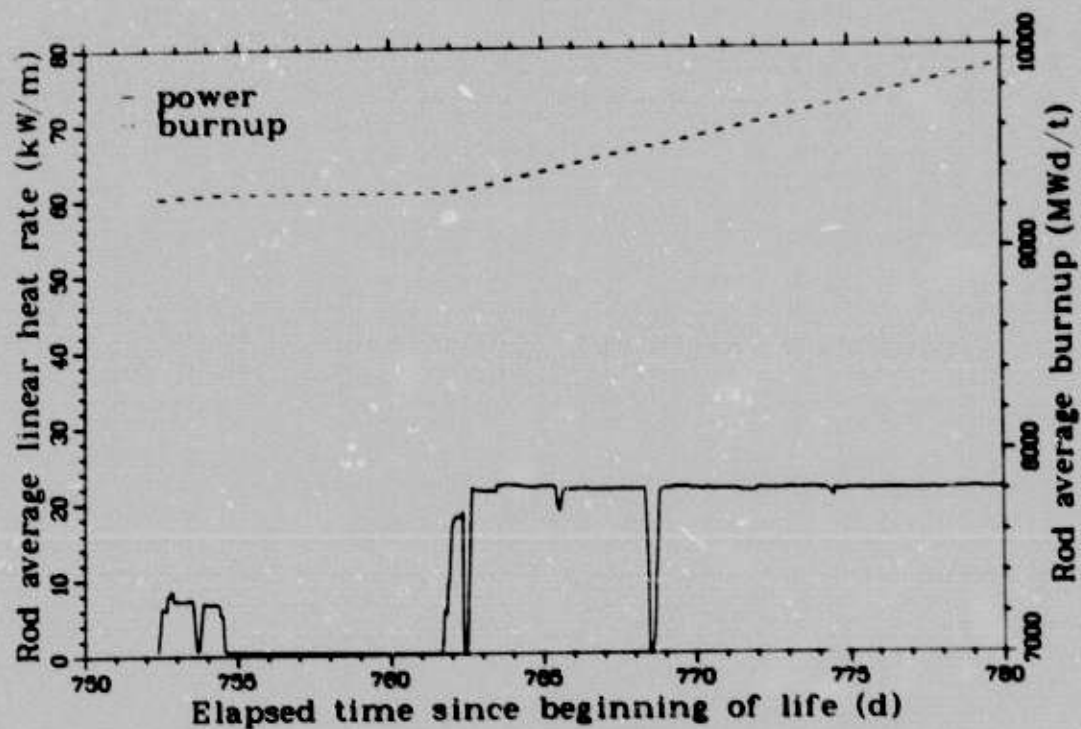 Rod average linear heat rate (kW/m)
80
70
60
50
40
30
20
10
0
power
burnup
10000
9000
8000
7000
Rod average burnup (MWd/t)
750 755 760 765 770 775 780
Elapsed time since beginning of life (d)